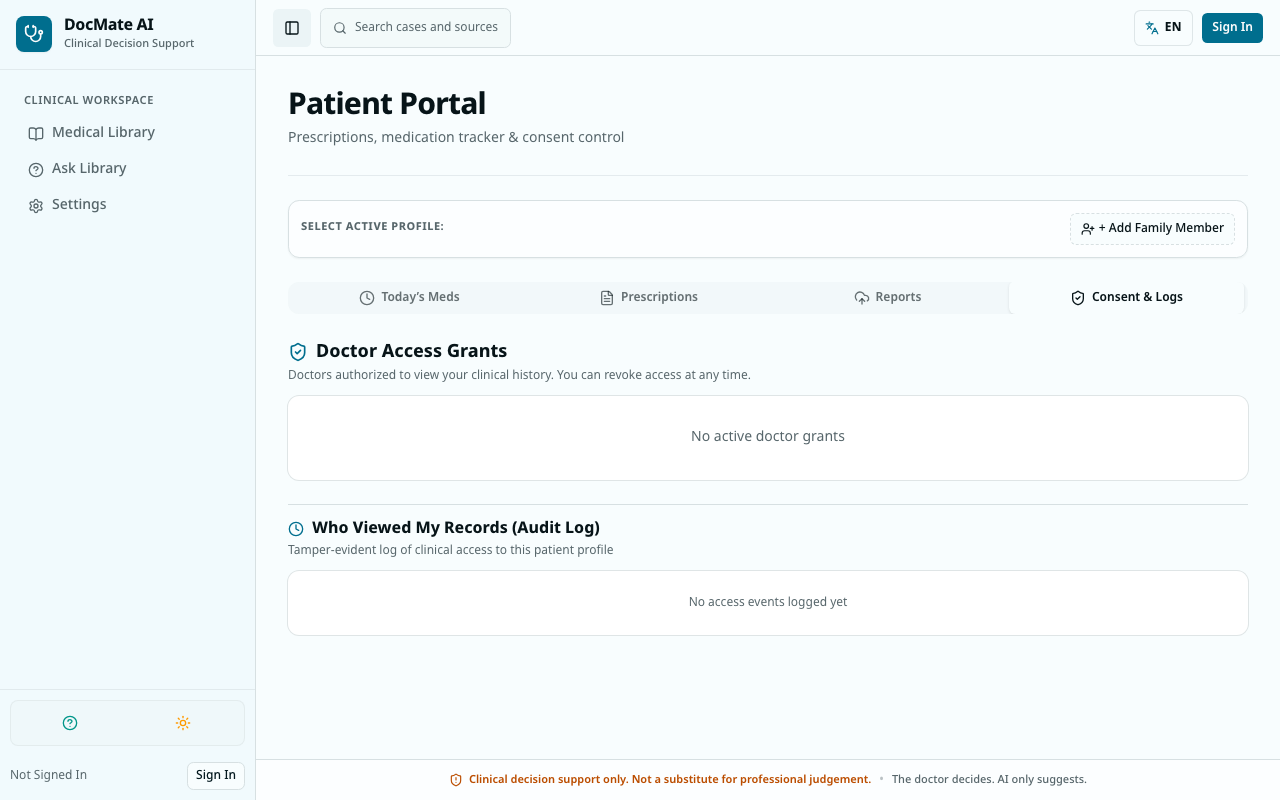 DocMate AI
Clinical Decision Support
CLINICAL WORKSPACE
Medical Library
Ask Library
Settings
Not Signed In
Sign In
Search cases and sources
EN
Sign In
Patient Portal
Prescriptions, medication tracker & consent control
SELECT ACTIVE PROFILE:
+ Add Family Member
Today's Meds
Prescriptions
Reports
Consent & Logs
Doctor Access Grants
Doctors authorized to view your clinical history. You can revoke access at any time.
No active doctor grants
Who Viewed My Records (Audit Log)
Tamper-evident log of clinical access to this patient profile
No access events logged yet
Clinical decision support only. Not a substitute for professional judgement. • The doctor decides. AI only suggests.